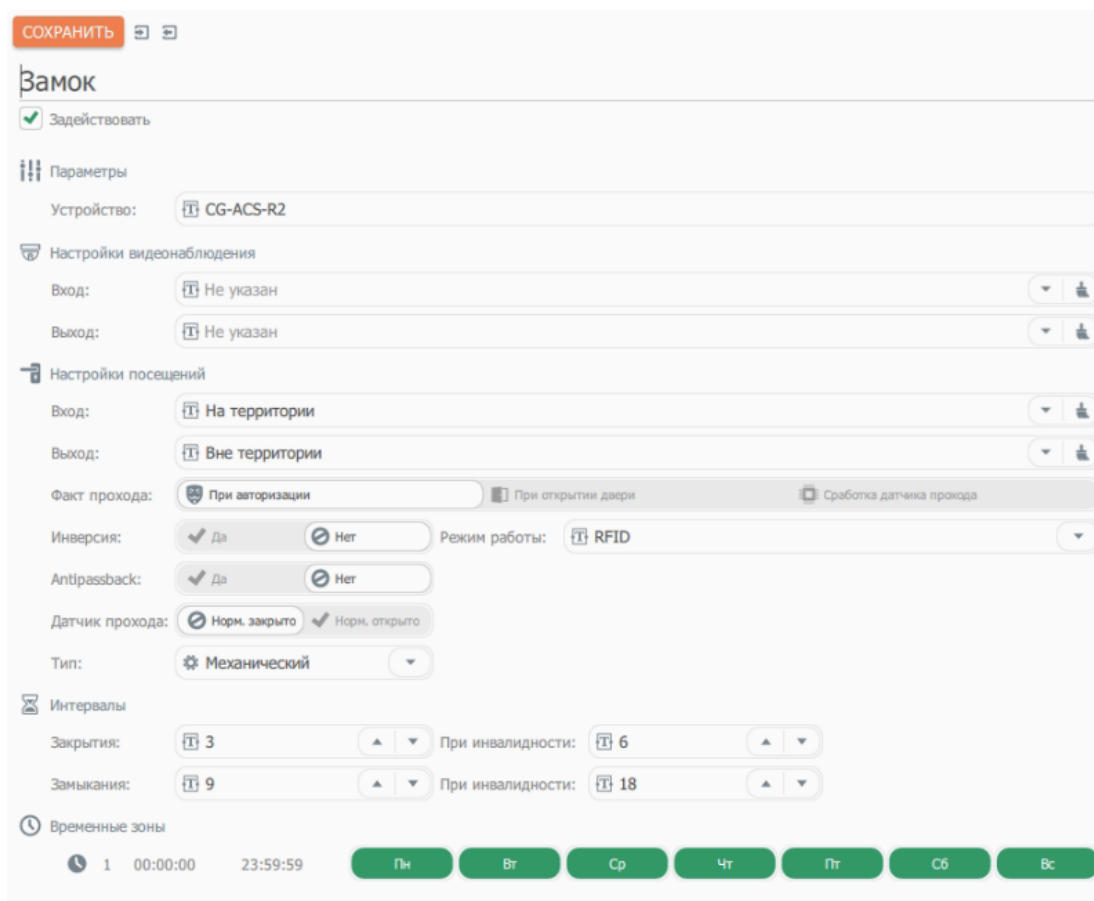 СОХРАНИТЬ
Замок
Задействовать
Параметры
Устройство: CG-ACS-R2
Настройки видеонаблюдения
Вход: Не указан
Выход: Не указан
Настройки посещений
Вход: На территории
Выход: Вне территории
Факт прохода: При авторизации При открытии двери Сработка датчика прохода
Инверсия: Да Нет Режим работы: RFID
Antipassback: Да Нет
Датчик прохода: Норм. закрыто Норм. открыто
Тип: Механический
Интервалы
Закрытия: 3 При инвалидности: 6
Замыкания: 9 При инвалидности: 18
Временные зоны
1 00:00:00 23:59:59 Пн Вт Ср Чт Пт Сб Вс